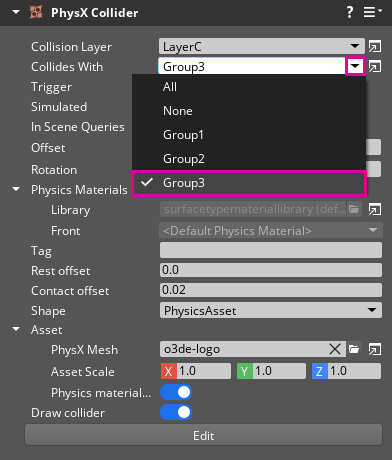 PhysX Collider ?
Collision Layer LayerC
Collides With Group3
Trigger All
Simulated None
In Scene Queries Group1
Offset Group2
Rotation Group3
Physics Materials
Library surfacetypemateriallibrary (def...
Front <Default Physics Material>
Tag
Rest offset 0.0
Contact offset 0.02
Shape PhysicsAsset
Asset
PhysX Mesh o3de-logo
Asset Scale X 1.0 Y 1.0 Z 1.0
Physics material...
Draw collider
Edit